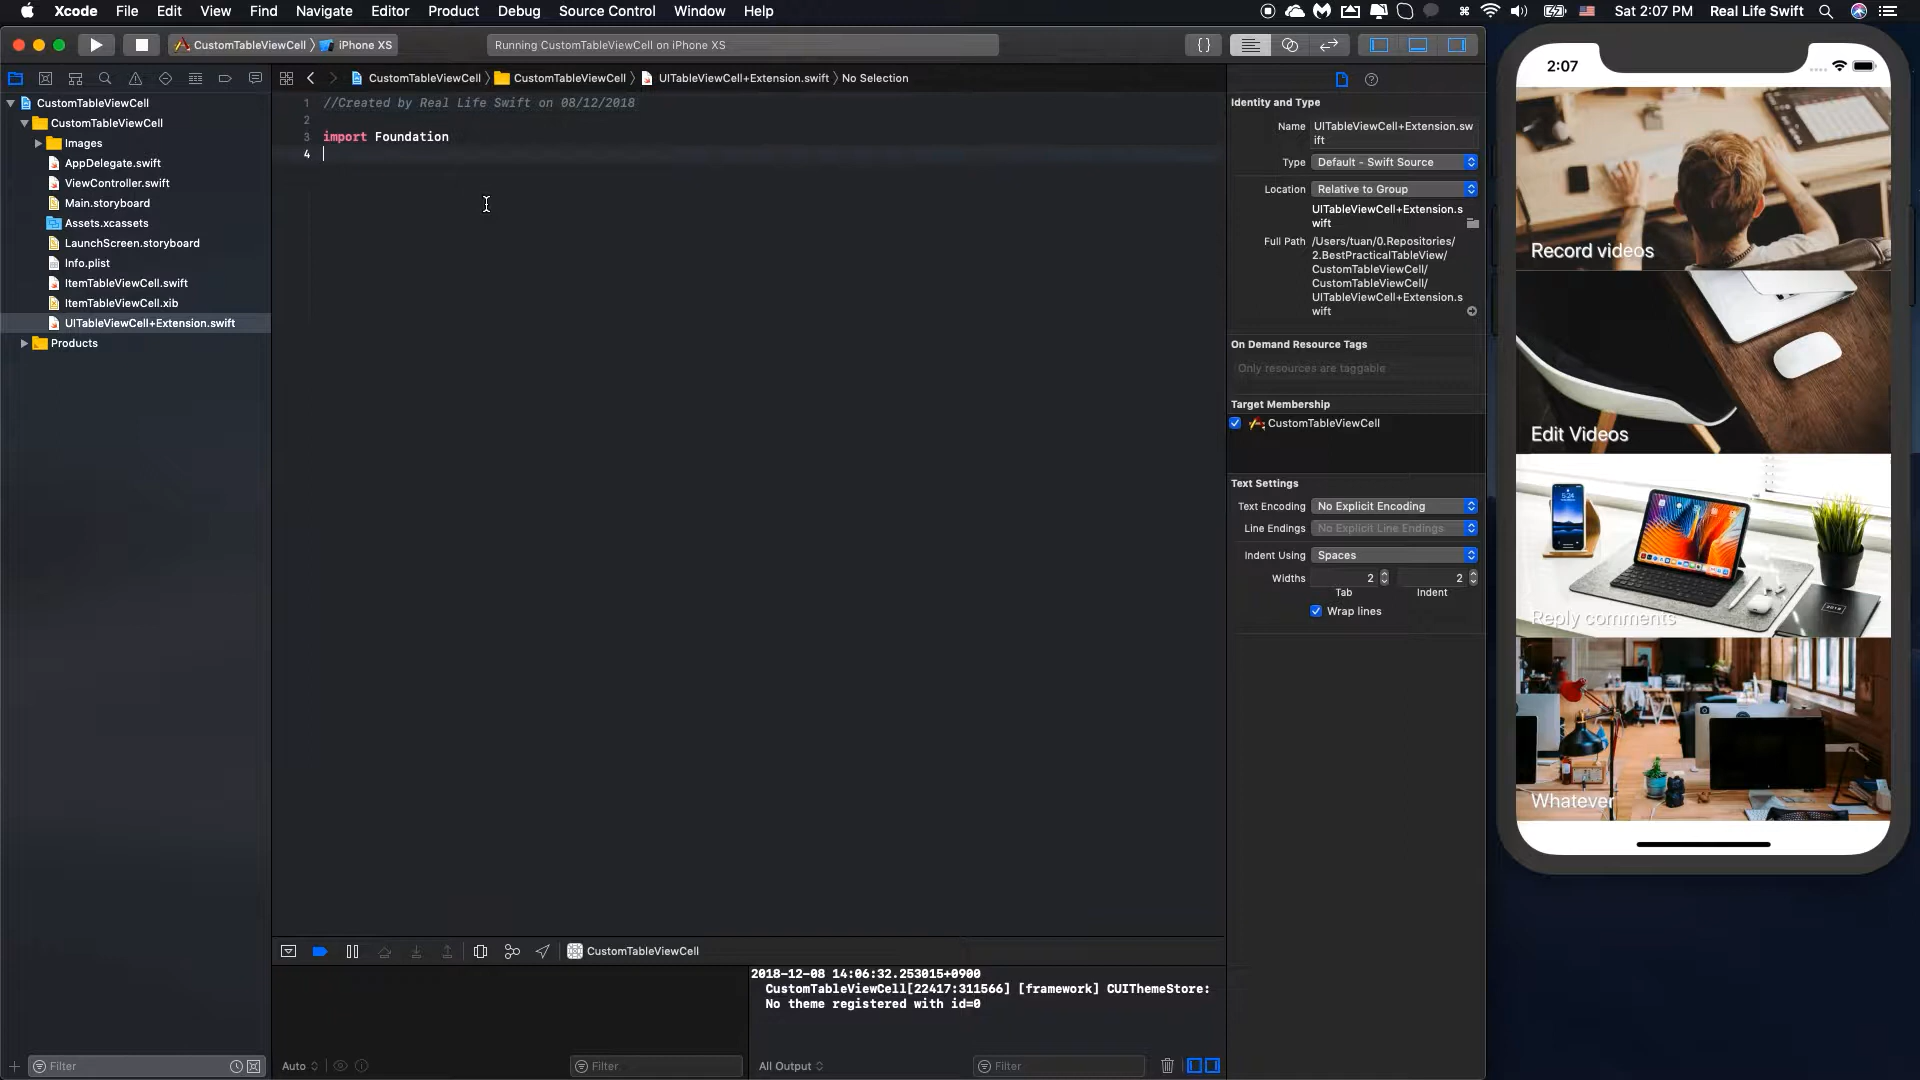 Xcode File Edit View Find Navigate Editor Product Debug Source Control Window Help
Sat 2:07 PM Real Life Swift
CustomTableViewCell iPhone XS
Running CustomTableViewCell on iPhone XS
{}
CustomTableViewCell
CustomTableViewCell
Images
AppDelegate.swift
ViewController.swift
Main.storyboard
Assets.xcassets
LaunchScreen.storyboard
Info.plist
ItemTableViewCell.swift
ItemTableViewCell.xib
UITableViewCell+Extension.swift
Products
Filter
CustomTableViewCell CustomTableViewCell UITableViewCell+Extension.swift No Selection
1 //Created by Real Life Swift on 08/12/2018
2
3 import Foundation
4
CustomTableViewCell
2018-12-08 14:06:32.253015+0900
CustomTableViewCell[22417:311566] [framework] CUIThemeStore:
No theme registered with id=0
Auto
Filter
All Output
Filter
Identity and Type
Name UITableViewCell+Extension.sw
ift
Type Default - Swift Source
Location Relative to Group
UITableViewCell+Extension.s
wift
Full Path /Users/tuan/0.Repositories/
2.BestPracticalTableView/
CustomTableViewCell/
CustomTableViewCell/
UITableViewCell+Extension.s
wift
On Demand Resource Tags
Only resources are taggable
Target Membership
CustomTableViewCell
Text Settings
Text Encoding No Explicit Encoding
Line Endings No Explicit Line Endings
Indent Using Spaces
Widths 2 2
Tab Indent
Wrap lines
2:07
Record videos
Edit Videos
5:24
Reply comments
Whatever